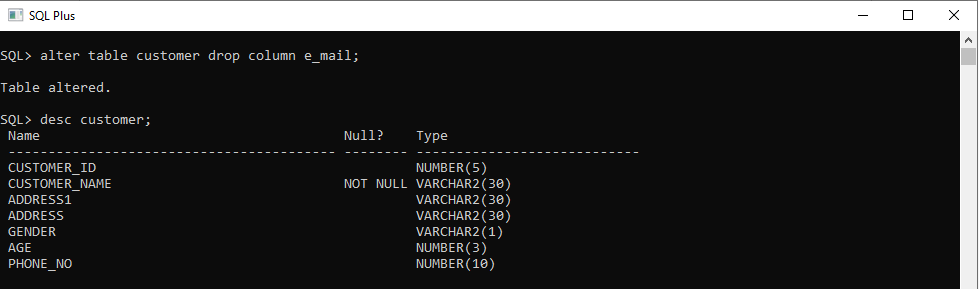 SQL Plus
SQL> alter table customer drop column e_mail;
Table altered.
SQL> desc customer;
Name                                      Null?    Type
----------------------------------------- -------- ----------------------------
CUSTOMER_ID                                        NUMBER(5)
CUSTOMER_NAME                             NOT NULL VARCHAR2(30)
ADDRESS1                                           VARCHAR2(30)
ADDRESS                                            VARCHAR2(30)
GENDER                                             VARCHAR2(1)
AGE                                                NUMBER(3)
PHONE_NO                                           NUMBER(10)